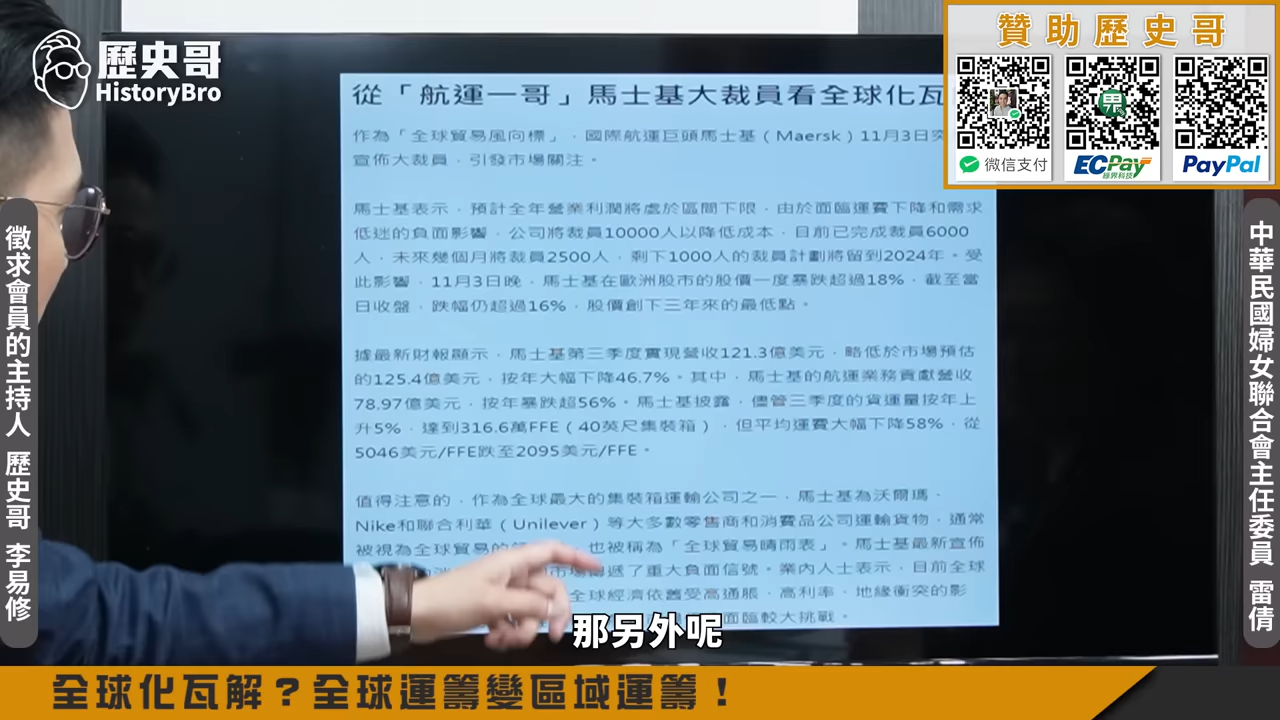 歷史哥
HistoryBro
贊助歷史哥
微信支付
ECPay
綠界科技
PayPal
從「航運一哥」馬士基大裁員看全球化瓦
作為「全球貿易風向標」，國際航運巨頭馬士基（Maersk）11月3日突
宣佈大裁員，引發市場關注。
馬士基表示，預計全年營業利潤將處於區間下限，由於面臨運費下降和需求
低迷的負面影響，公司將裁員10000人以降低成本，目前已完成裁員6000
人，未來幾個月將裁員2500人，剩下1000人的裁員計劃將留到2024年。受
此影響，11月3日晚，馬士基在歐洲股市的股價一度暴跌超過18%，截至當
日收盤，跌幅仍超過16%，股價創下三年來的最低點。
據最新財報顯示，馬士基第三季度實現營收121.3億美元，略低於市場預估
的125.4億美元，按年大幅下降46.7%。其中，馬士基的航運業務貢獻營收
78.97億美元，按年暴跌超56%。馬士基披露，儘管三季度的貨運量按年上
升5%，達到316.6萬FFE（40英尺集裝箱），但平均運費大幅下降58%，從
5046美元/FFE跌至2095美元/FFE。
值得注意的，作為全球最大的集裝箱運輸公司之一，馬士基為沃爾瑪、
Nike和聯合利華（Unilever）等大多數零售商和消費品公司運輸貨物，通常
被視為全球貿易的 也被稱為「全球貿易晴雨表」。馬士基最新宣佈
市場傳遞了重大負面信號。業內人士表示，目前全球
全球經濟依舊受高通脹、高利率、地緣衝突的影
面臨較大挑戰。
徵求會員的主持人 歷史哥 李易修
中華民國婦女聯合會主任委員 雷倩
那另外呢
全球化瓦解？全球運籌變區域運籌！